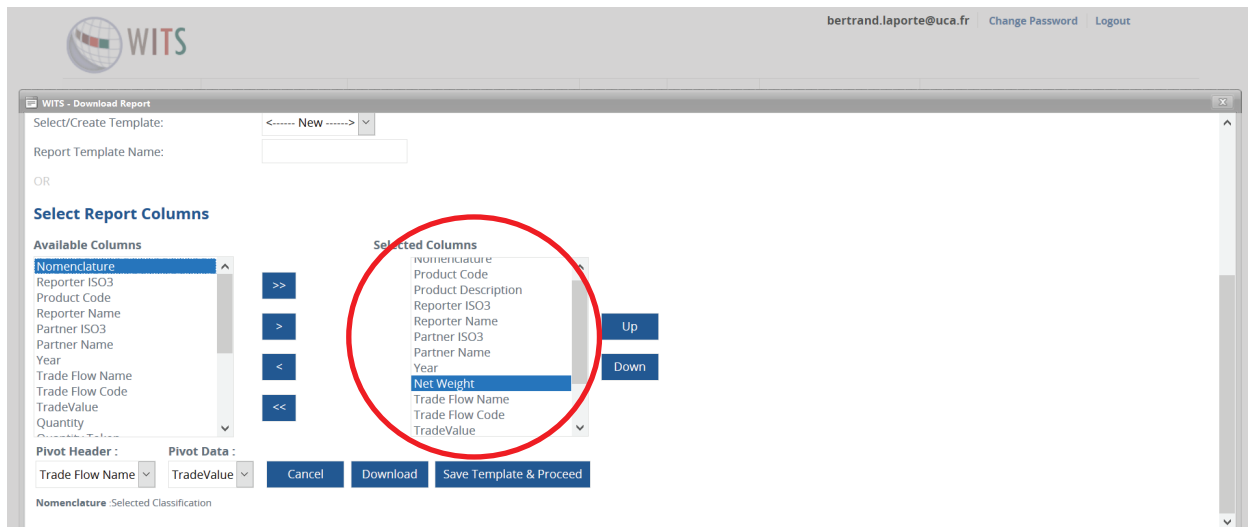 bertrand.laporte@uca.fr Change Password Logout
WITS
WITS - Download Report
Select/Create Template: <------ New ------>
Report Template Name:
OR
Select Report Columns
Available Columns
Nomenclature
Reporter ISO3
Product Code
Reporter Name
Partner ISO3
Partner Name
Year
Trade Flow Name
Trade Flow Code
TradeValue
Quantity
Quantity Token
>>
>
<
<<
Selected Columns
Nomenclature
Product Code
Product Description
Reporter ISO3
Reporter Name
Partner ISO3
Partner Name
Year
Net Weight
Trade Flow Name
Trade Flow Code
TradeValue
Up
Down
Pivot Header : Pivot Data :
Trade Flow Name TradeValue Cancel Download Save Template & Proceed
Nomenclature :Selected Classification